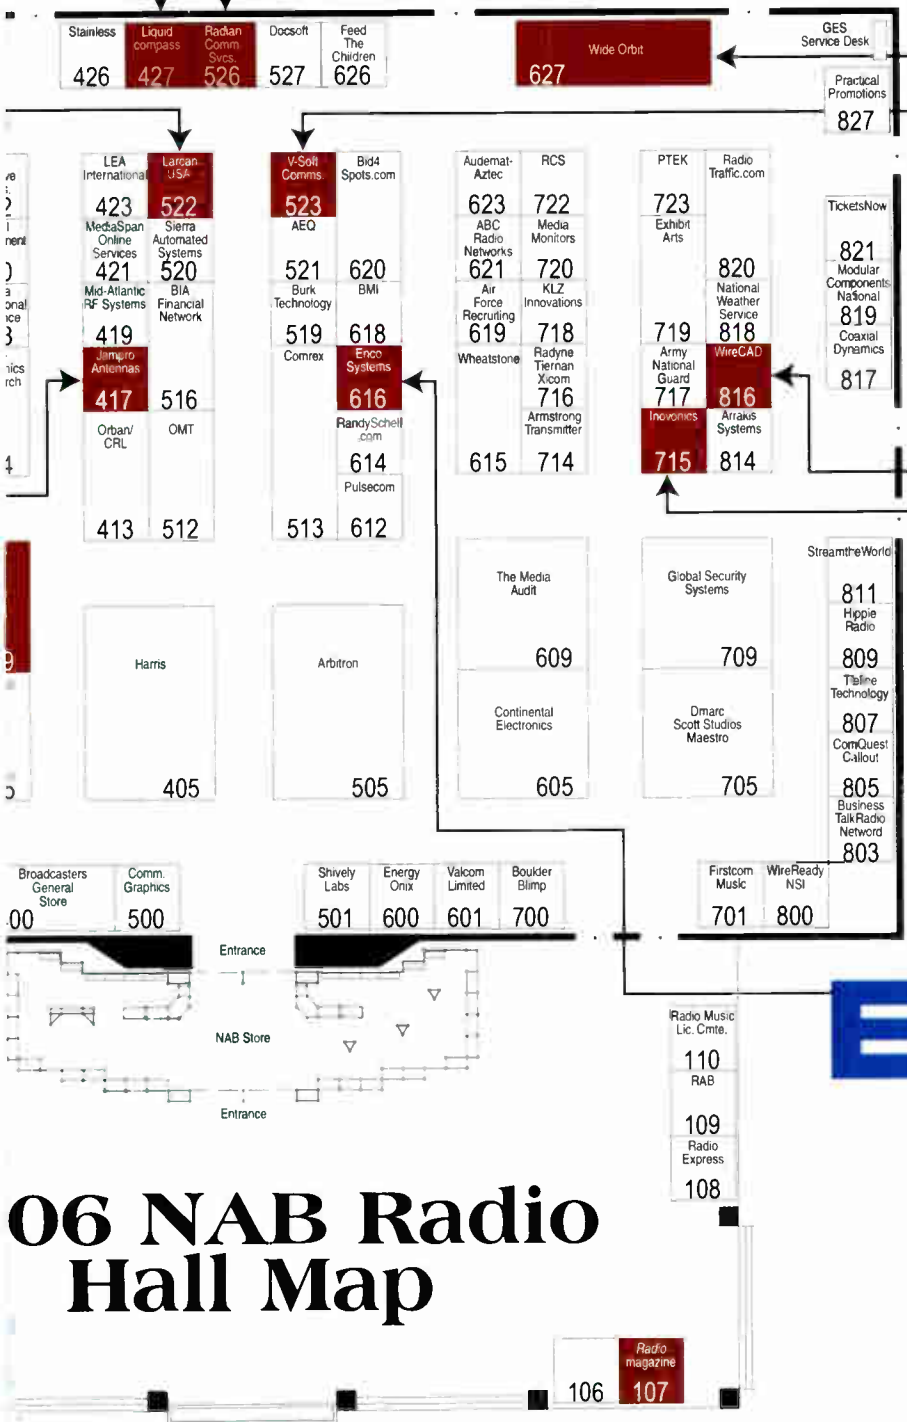 Stainless
426
Liquid
compass
427
Radian
Comm.
Svcs.
526
Docsoft
527
Feed
The
Children
626
Wide Orbit
627
GES
Service Desk
Practical
Promotions
827
LEA
International
423
Larcan
USA
522
MediaSpan
Online
Services
421
Sierra
Automated
Systems
520
Mid-Atlantic
RF Systems
419
BIA
Financial
Network
516
Jampro
Antennas
417
Orban/
CRL
413
OMT
512
V-Soft
Comms.
523
Bid4
Spots.com
620
AEQ
521
Burk
Technology
519
BMI
618
Comrex
513
Enco
Systems
616
RandySchell
.com
614
Pulsecom
612
Audemat-
Aztec
623
RCS
722
ABC
Radio
Networks
621
Media
Monitors
720
Air
Force
Recruiting
619
KLZ
Innovations
718
Wheatstone
615
Radyne
Tiernan
Xicom
716
Armstrong
Transmitter
714
PTEK
723
Radio
Traffic.com
820
Exhibit
Arts
719
National
Weather
Service
818
Army
National
Guard
717
WireCAD
816
Inovonics
715
Arrakis
Systems
814
TicketsNow
821
Modular
Components
National
819
Coaxial
Dynamics
817
The Media
Audit
609
Global Security
Systems
709
StreamtheWorld
811
Hippie
Radio
809
Tieline
Technology
807
ComQuest
Callout
805
Business
TalkRadio
Netword
803
Harris
405
Arbitron
505
Continental
Electronics
605
Dmarc
Scott Studios
Maestro
705
Broadcasters
General
Store
00
Comm.
Graphics
500
Shively
Labs
501
Energy
Onix
600
Valcom
Limited
601
Boulder
Blimp
700
Firstcom
Music
701
WireReady
NSI
800
Entrance
NAB Store
Entrance
Radio Music
Lic. Cmte.
110
RAB
109
Radio
Express
108
06 NAB Radio
Hall Map
106
Radio
magazine
107